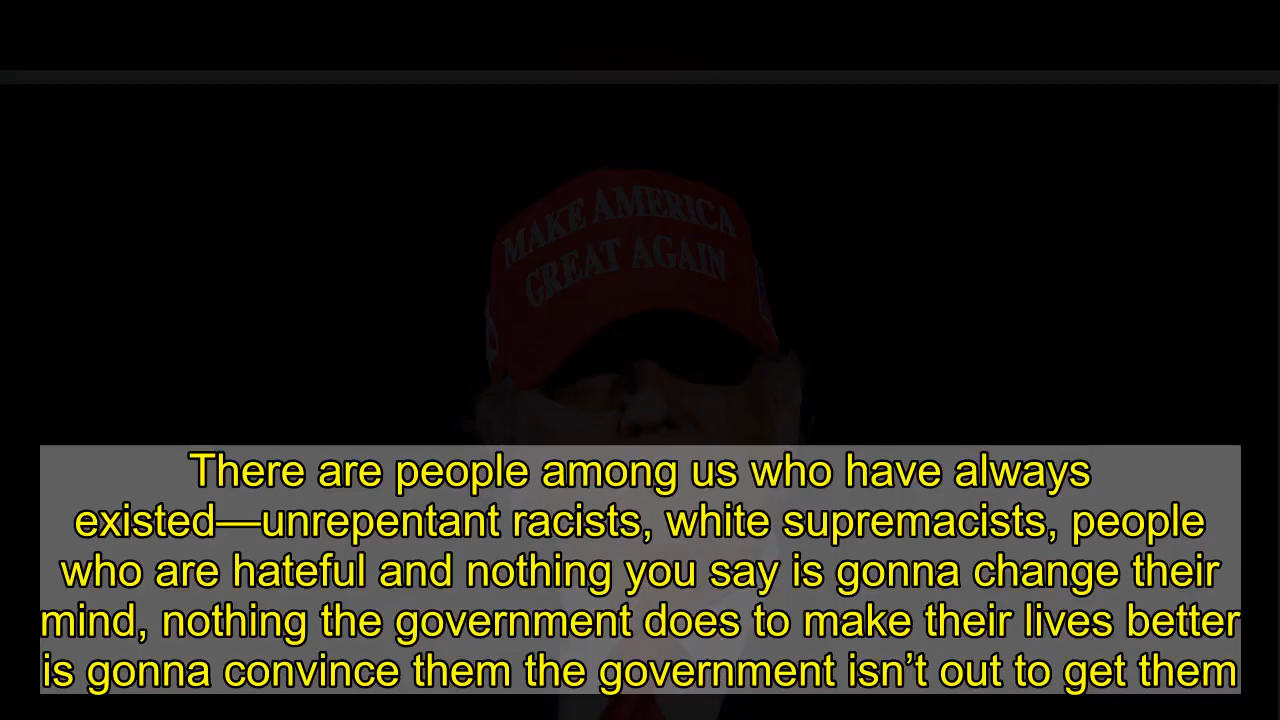 MAKE AMERICA
GREAT AGAIN
There are people among us who have always
existed—unrepentant racists, white supremacists, people
who are hateful and nothing you say is gonna change their
mind, nothing the government does to make their lives better
is gonna convince them the government isn’t out to get them